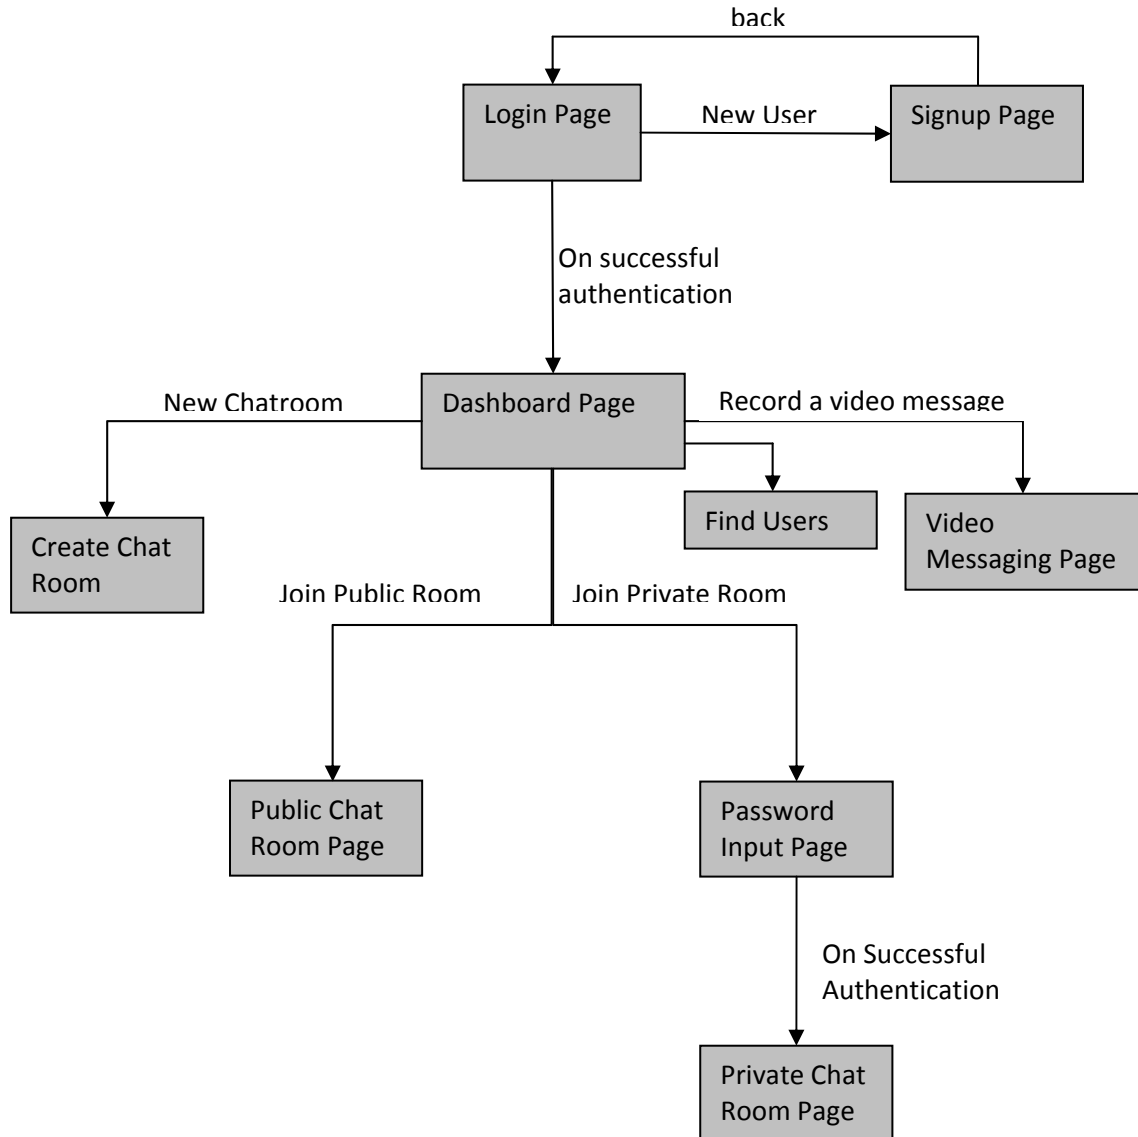 back
Login Page
New User
Signup Page
On successful
authentication
New Chatroom
Dashboard Page
Record a video message
Find Users
Video
Messaging Page
Create Chat
Room
Join Public Room
Join Private Room
Public Chat
Room Page
Password
Input Page
On Successful
Authentication
Private Chat
Room Page